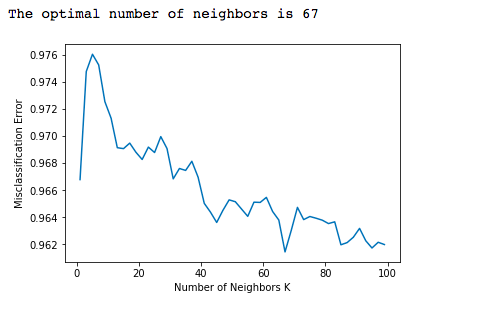 The optimal number of neighbors is 67
0.976
0.974
0.972
0.970
0.968
0.966
0.964
0.962
Misclassification Error
0 20 40 60 80 100
Number of Neighbors K